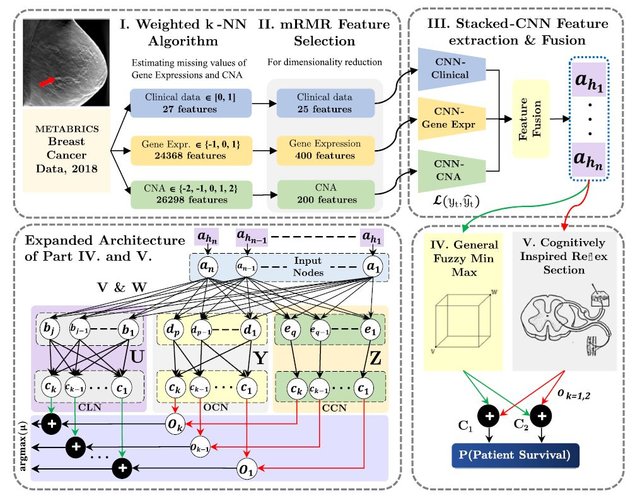 I. Weighted k-NN
Algorithm
Estimating missing values of
Gene Expressions and CNA
II. mRMR Feature
Selection
For dimensionality reduction
METABRICS
Breast
Cancer
Data, 2018
Clinical data ∈ [0, 1]
27 features
Clinical data
25 features
Gene Expr. ∈ {-1, 0, 1}
24368 features
Gene Expression
400 features
CNA ∈ {-2, -1, 0, 1, 2}
26298 features
CNA
200 features
III. Stacked-CNN Feature
extraction & Fusion
CNN-
Clinical
CNN-
Gene Expr
CNN-
CNA
Feature
Fusion
a_{h_1}
a_{h_n}
ℒ(y_t, ŷ_t)
Expanded Architecture
of Part IV. and V.
a_{h_n} a_{h_{n-1}} a_{h_1}
a_n a_{n-1} Input Nodes a_1
V & W
b_j b_{j-1} ... b_1
d_p d_{p-1} ... d_1
e_q e_{q-1} ... e_1
U
Y
Z
c_k c_{k-1} ... c_1
c_k c_{k-1} ... c_1
c_k c_{k-1} ... c_1
CLN
OCN
CCN
argmax(μ)
+ O_k
+ O_{k-1}
...
+ O_1
IV. General
Fuzzy Min
Max
W
V
V. Cognitively
Inspired Reflex
Section
O_{k=1,2}
C_1 + C_2 +
P(Patient Survival)